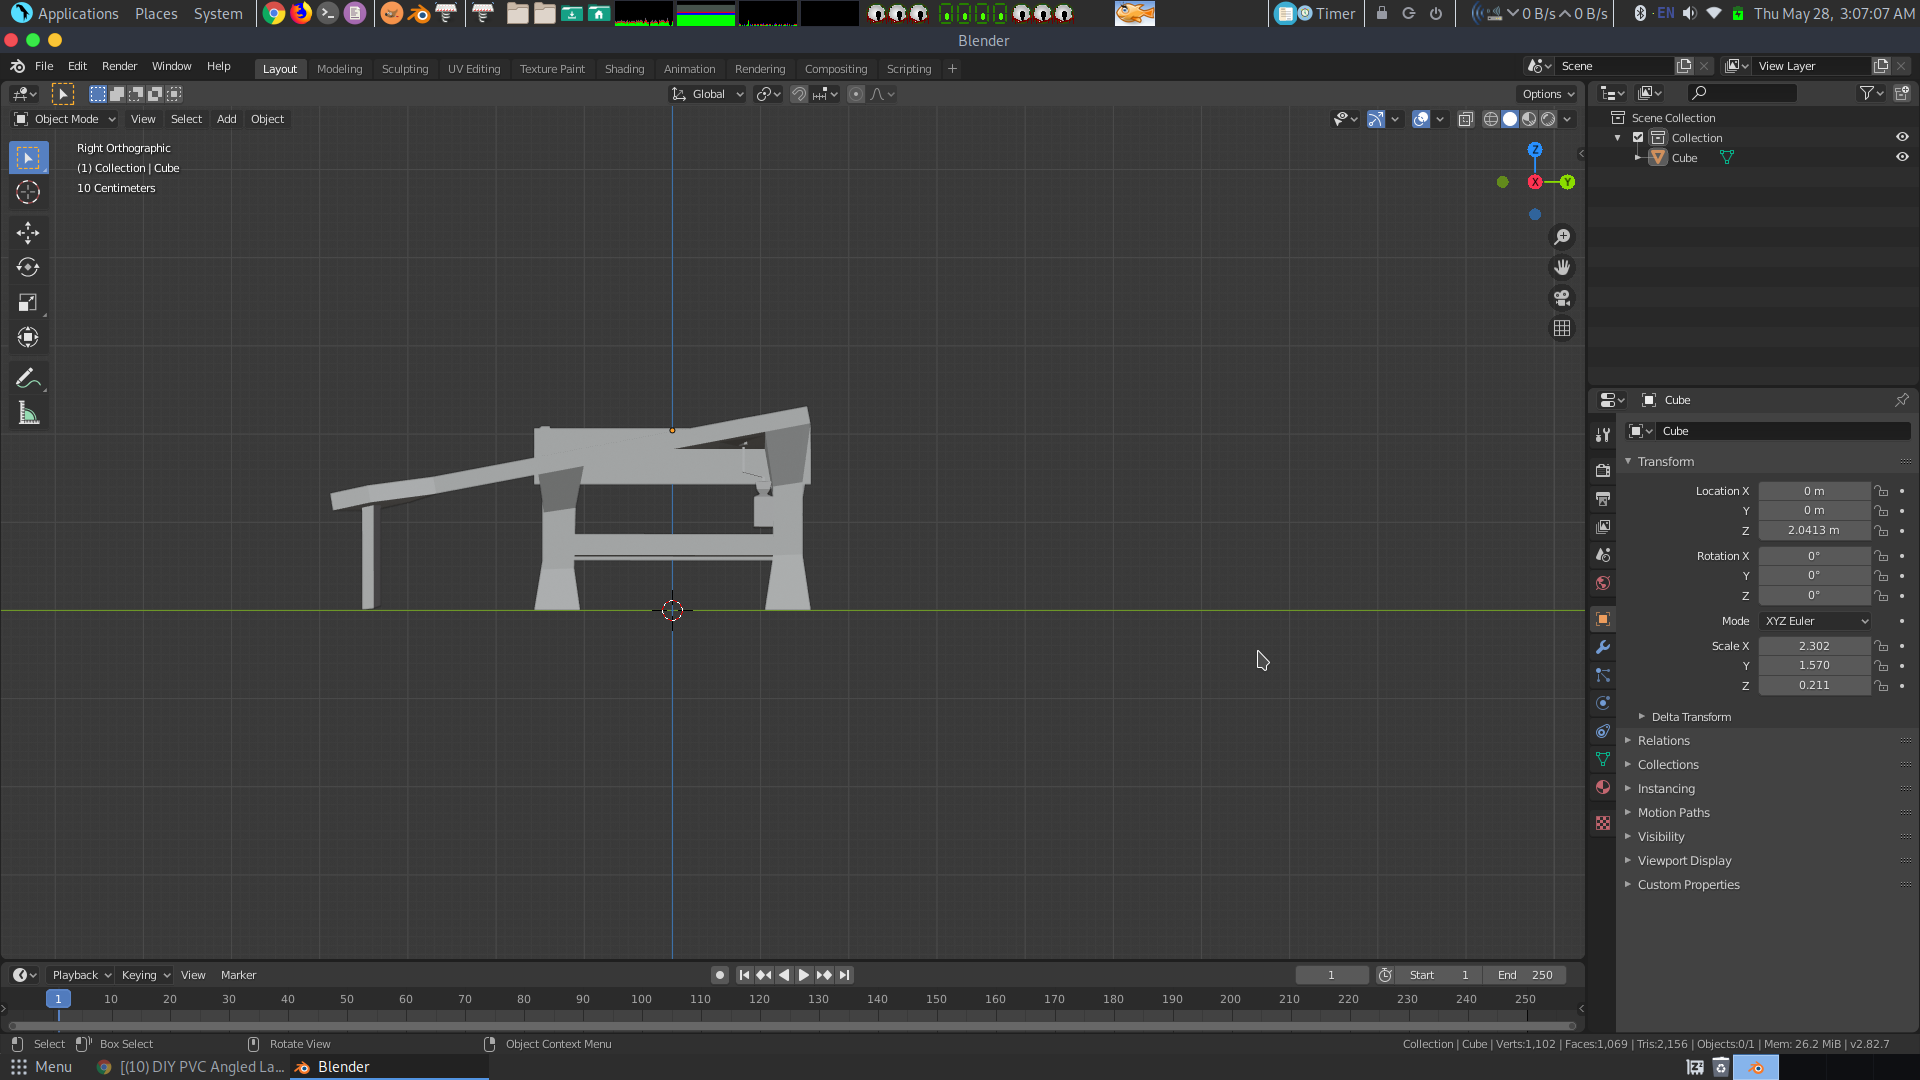 Applications Places System Timer 0 B/s 0 B/s EN Thu May 28, 3:07:07 AM
Blender
File Edit Render Window Help Layout Modeling Sculpting UV Editing Texture Paint Shading Animation Rendering Compositing Scripting + Scene View Layer
Global Options
Object Mode View Select Add Object
Right Orthographic
(1) Collection | Cube
10 Centimeters
Z
X
Y
Scene Collection
Collection
Cube
Cube
Cube
Transform
Location X 0 m
Y 0 m
Z 2.0413 m
Rotation X 0°
Y 0°
Z 0°
Mode XYZ Euler
Scale X 2.302
Y 1.570
Z 0.211
Delta Transform
Relations
Collections
Instancing
Motion Paths
Visibility
Viewport Display
Custom Properties
Playback Keying View Marker 1 Start 1 End 250
1 10 20 30 40 50 60 70 80 90 100 110 120 130 140 150 160 170 180 190 200 210 220 230 240 250
Select Box Select Rotate View Object Context Menu Collection | Cube | Verts:1,102 | Faces:1,069 | Tris:2,156 | Objects:0/1 | Mem: 26.2 MiB | v2.82.7
Menu [(10) DIY PVC Angled La... Blender